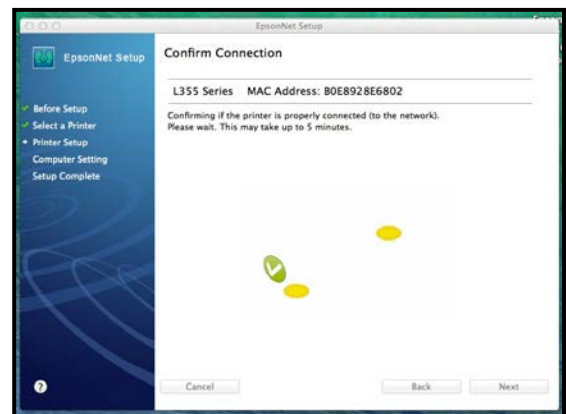 EpsonNet Setup
EpsonNet Setup
Confirm Connection
L355 Series MAC Address: B0E8928E6802
Before Setup
Select a Printer
Printer Setup
Computer Setting
Setup Complete
Confirming if the printer is properly connected (to the network).
Please wait. This may take up to 5 minutes.
?
Cancel
Back
Next